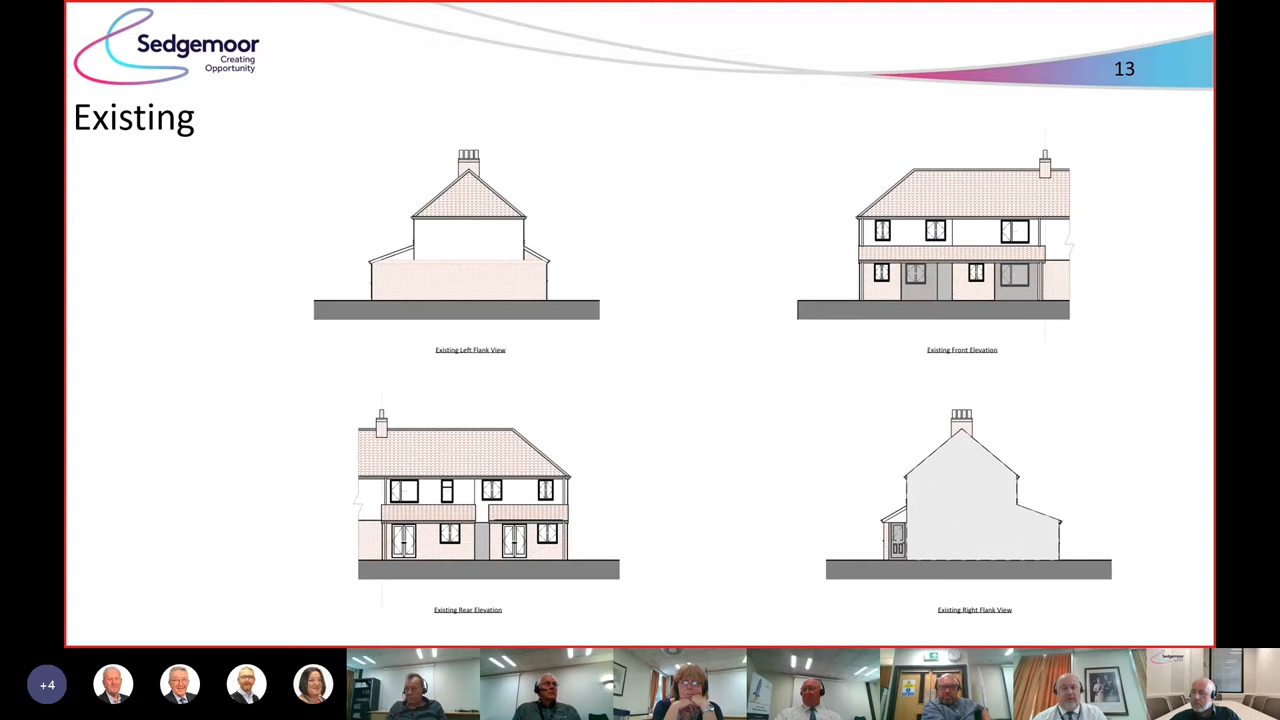 Sedgemoor
Creating
Opportunity
13
Existing
Existing Left Flank View
Existing Front Elevation
Existing Rear Elevation
Existing Right Flank View
+4
Sedgemoor